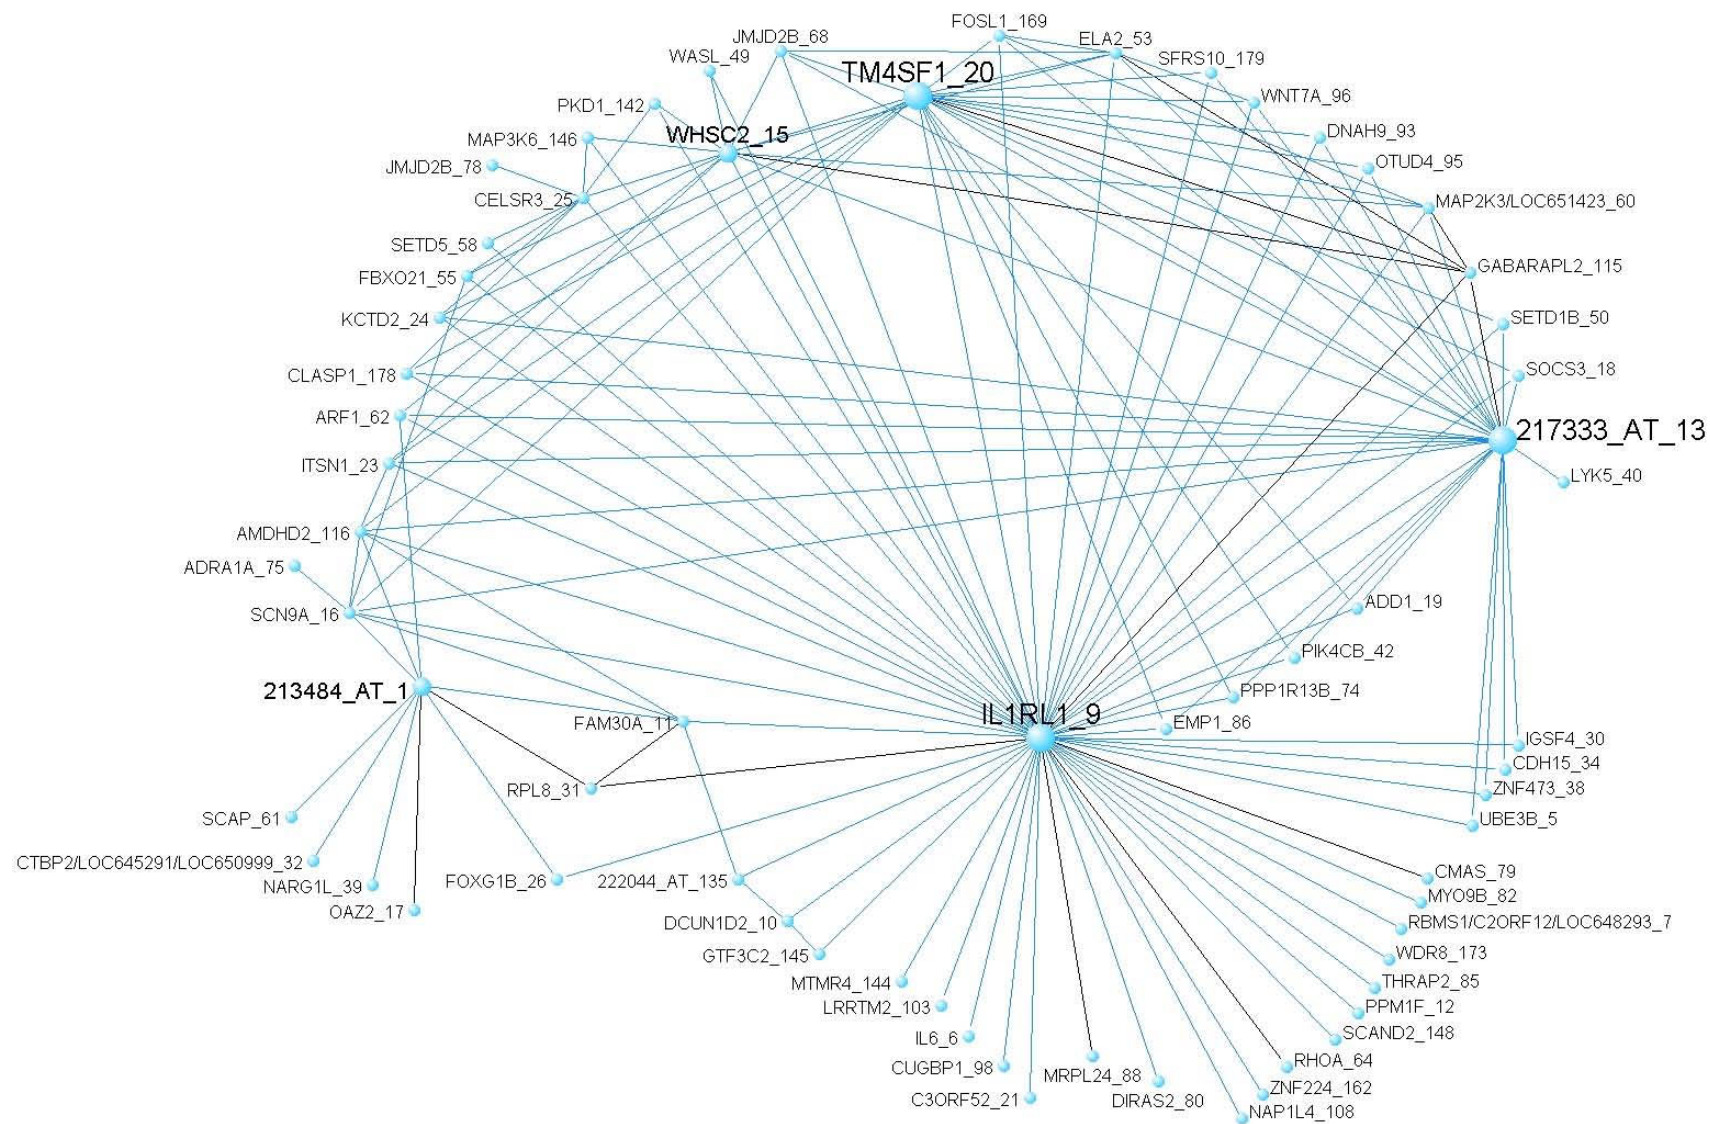 FOSL1_169
JMJD2B_68
ELA2_53
WASL_49
SFRS10_179
TM4SF1_20
WNT7A_96
PKD1_142
DNAH9_93
WHSC2_15
MAP3K6_146
OTUD4_95
JMJD2B_78
CELSR3_25
MAP2K3/LOC651423_60
SETD5_58
GABARAPL2_115
FBXO21_55
SETD1B_50
KCTD2_24
SOCS3_18
CLASP1_178
ARF1_62
217333_AT_13
ITSN1_23
LYK5_40
AMDHD2_116
ADRA1A_75
ADD1_19
SCN9A_16
PIK4CB_42
213484_AT_1
PPP1R13B_74
IL1RL1_9
FAM30A_11
EMP1_86
IGSF4_30
CDH15_34
RPL8_31
ZNF473_38
SCAP_61
UBE3B_5
CTBP2/LOC645291/LOC650999_32
CMAS_79
NARG1L_39
FOXG1B_26
222044_AT_135
MYO9B_82
OAZ2_17
DCUN1D2_10
RBMS1/C2ORF12/LOC648293_7
GTF3C2_145
WDR8_173
MTMR4_144
THRAP2_85
LRRTM2_103
PPM1F_12
IL6_6
SCAND2_148
CUGBP1_98
RHOA_64
MRPL24_88
ZNF224_162
C3ORF52_21
DIRAS2_80
NAP1L4_108